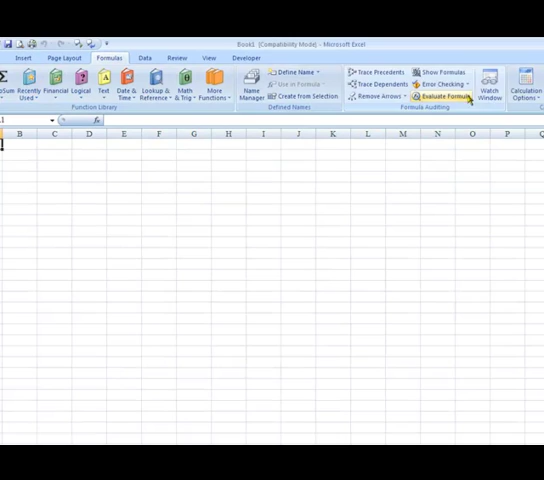 Book1 [Compatibility Mode] - Microsoft Excel
Insert Page Layout Formulas Data Review View Developer
Σ Define Name Trace Precedents Show Formulas
Use in Formula Trace Dependents Error Checking
Create from Selection Remove Arrows Evaluate Formula
Recently Used Financial Logical Text Date & Time Lookup & Reference Math & Trig More Functions Name Manager Watch Window Calculation Options
Function Library Defined Names Formula Auditing
fx
B C D E F G H I J K L M N O P Q